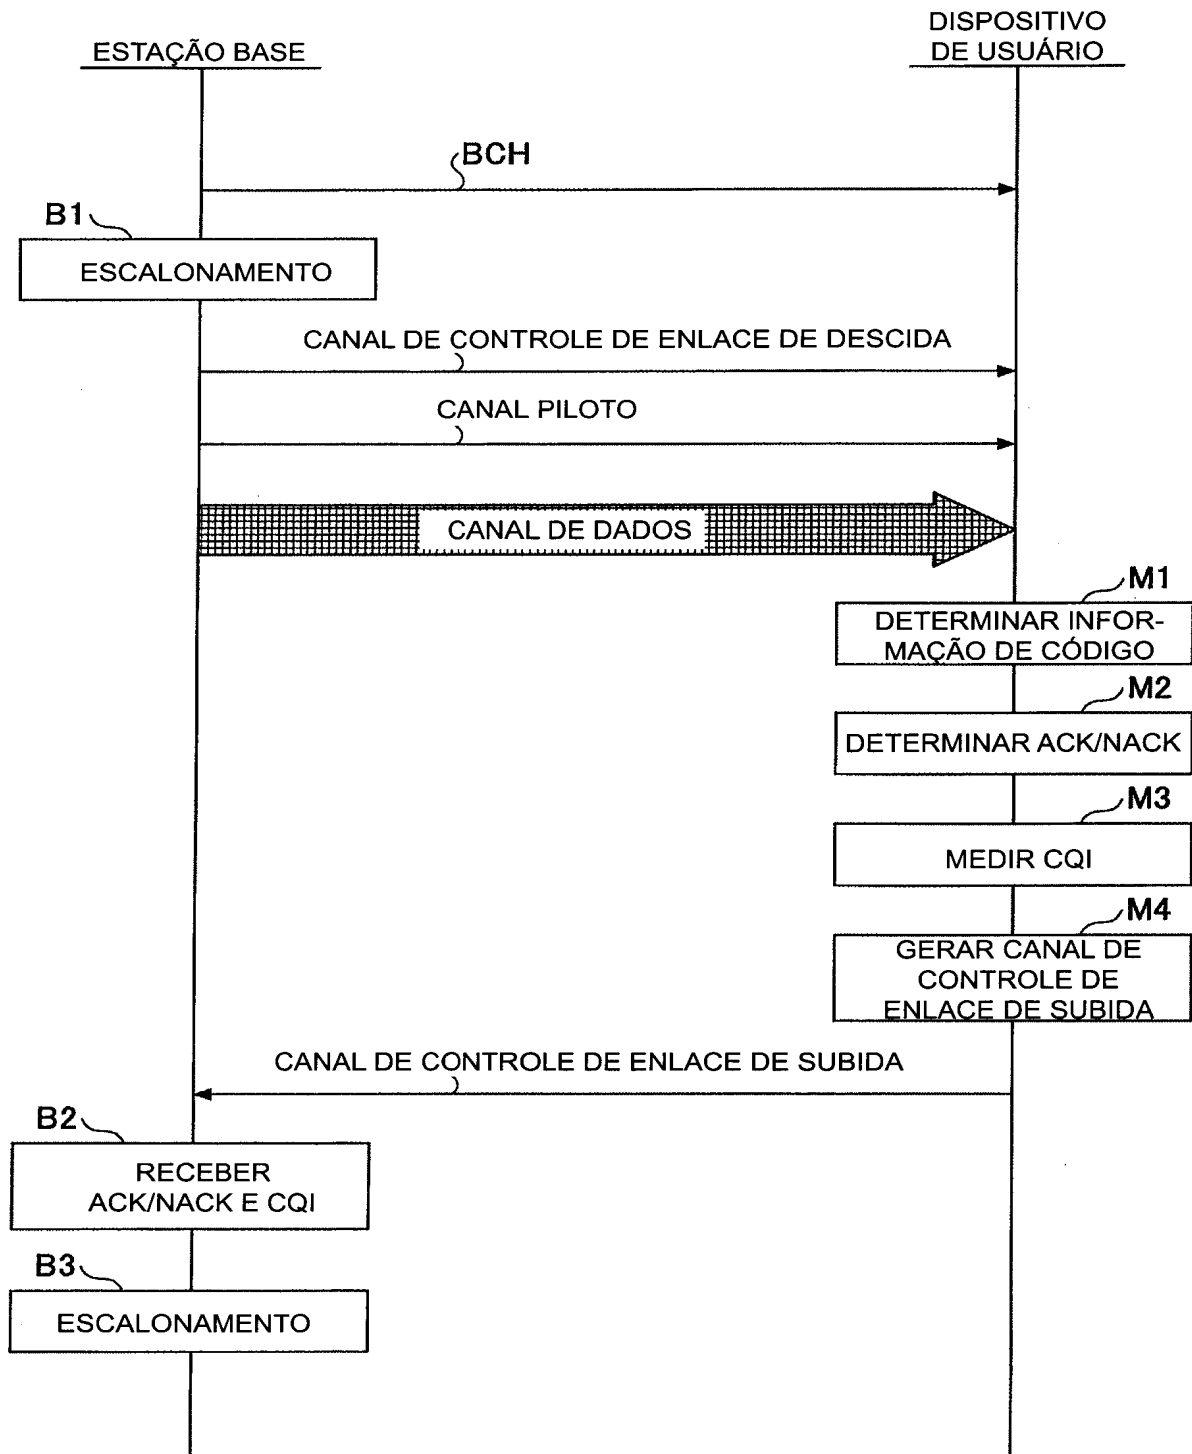 ESTAÇÃO BASE
DISPOSITIVO
DE USUÁRIO
BCH
B1
ESCALONAMENTO
CANAL DE CONTROLE DE ENLACE DE DESCIDA
CANAL PILOTO
CANAL DE DADOS
M1
DETERMINAR INFOR-
MAÇÃO DE CÓDIGO
M2
DETERMINAR ACK/NACK
M3
MEDIR CQI
M4
GERAR CANAL DE
CONTROLE DE
ENLACE DE SUBIDA
CANAL DE CONTROLE DE ENLACE DE SUBIDA
B2
RECEBER
ACK/NACK E CQI
B3
ESCALONAMENTO